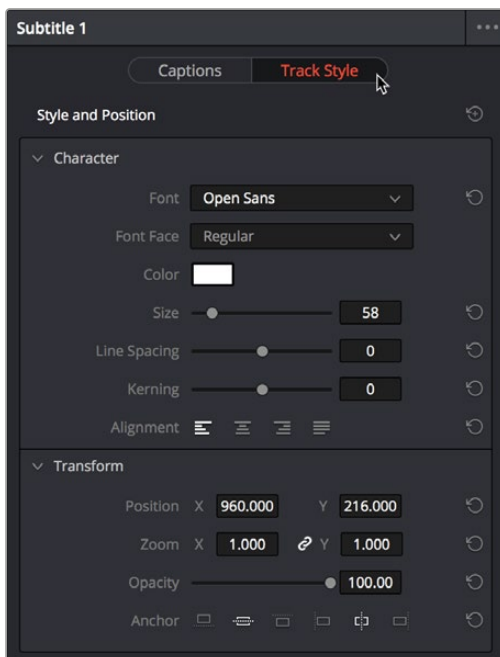 Subtitle 1
Captions Track Style
Style and Position
Character
Font Open Sans
Font Face Regular
Color
Size 58
Line Spacing 0
Kerning 0
Alignment
Transform
Position X 960.000 Y 216.000
Zoom X 1.000 Y 1.000
Opacity 100.00
Anchor